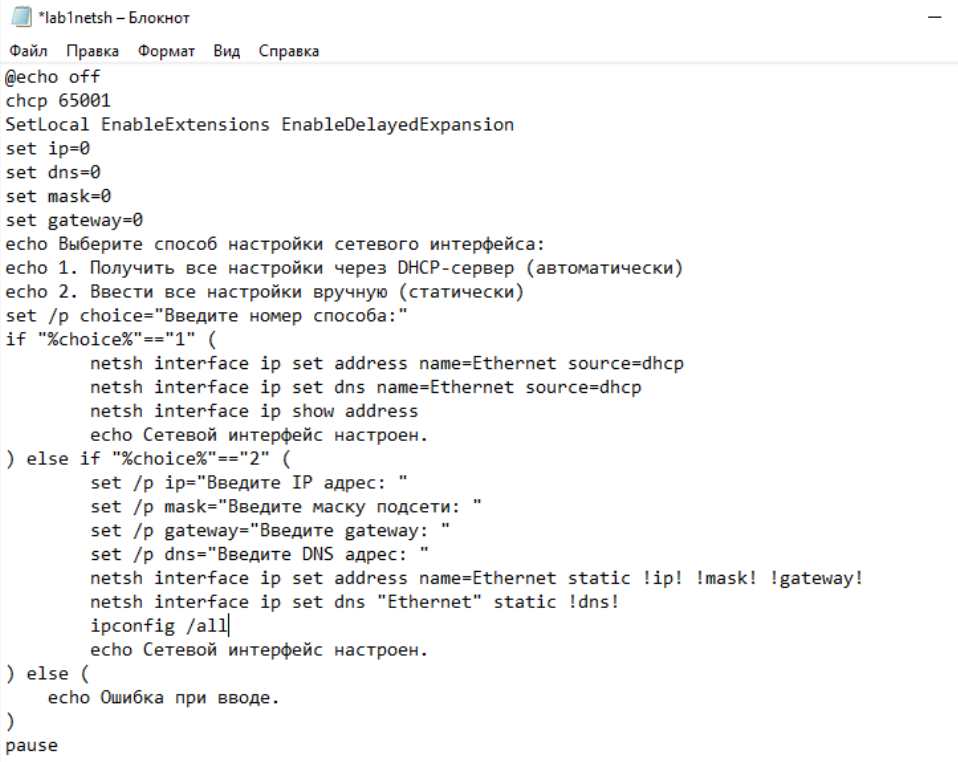 *lab1netsh – Блокнот
Файл Правка Формат Вид Справка
@echo off
chcp 65001
SetLocal EnableExtensions EnableDelayedExpansion
set ip=0
set dns=0
set mask=0
set gateway=0
echo Выберите способ настройки сетевого интерфейса:
echo 1. Получить все настройки через DHCP-сервер (автоматически)
echo 2. Ввести все настройки вручную (статически)
set /p choice="Введите номер способа:"
if "%choice%"=="1" (
        netsh interface ip set address name=Ethernet source=dhcp
        netsh interface ip set dns name=Ethernet source=dhcp
        netsh interface ip show address
        echo Сетевой интерфейс настроен.
) else if "%choice%"=="2" (
        set /p ip="Введите IP адрес: "
        set /p mask="Введите маску подсети: "
        set /p gateway="Введите gateway: "
        set /p dns="Введите DNS адрес: "
        netsh interface ip set address name=Ethernet static !ip! !mask! !gateway!
        netsh interface ip set dns "Ethernet" static !dns!
        ipconfig /all
        echo Сетевой интерфейс настроен.
) else (
    echo Ошибка при вводе.
)
pause